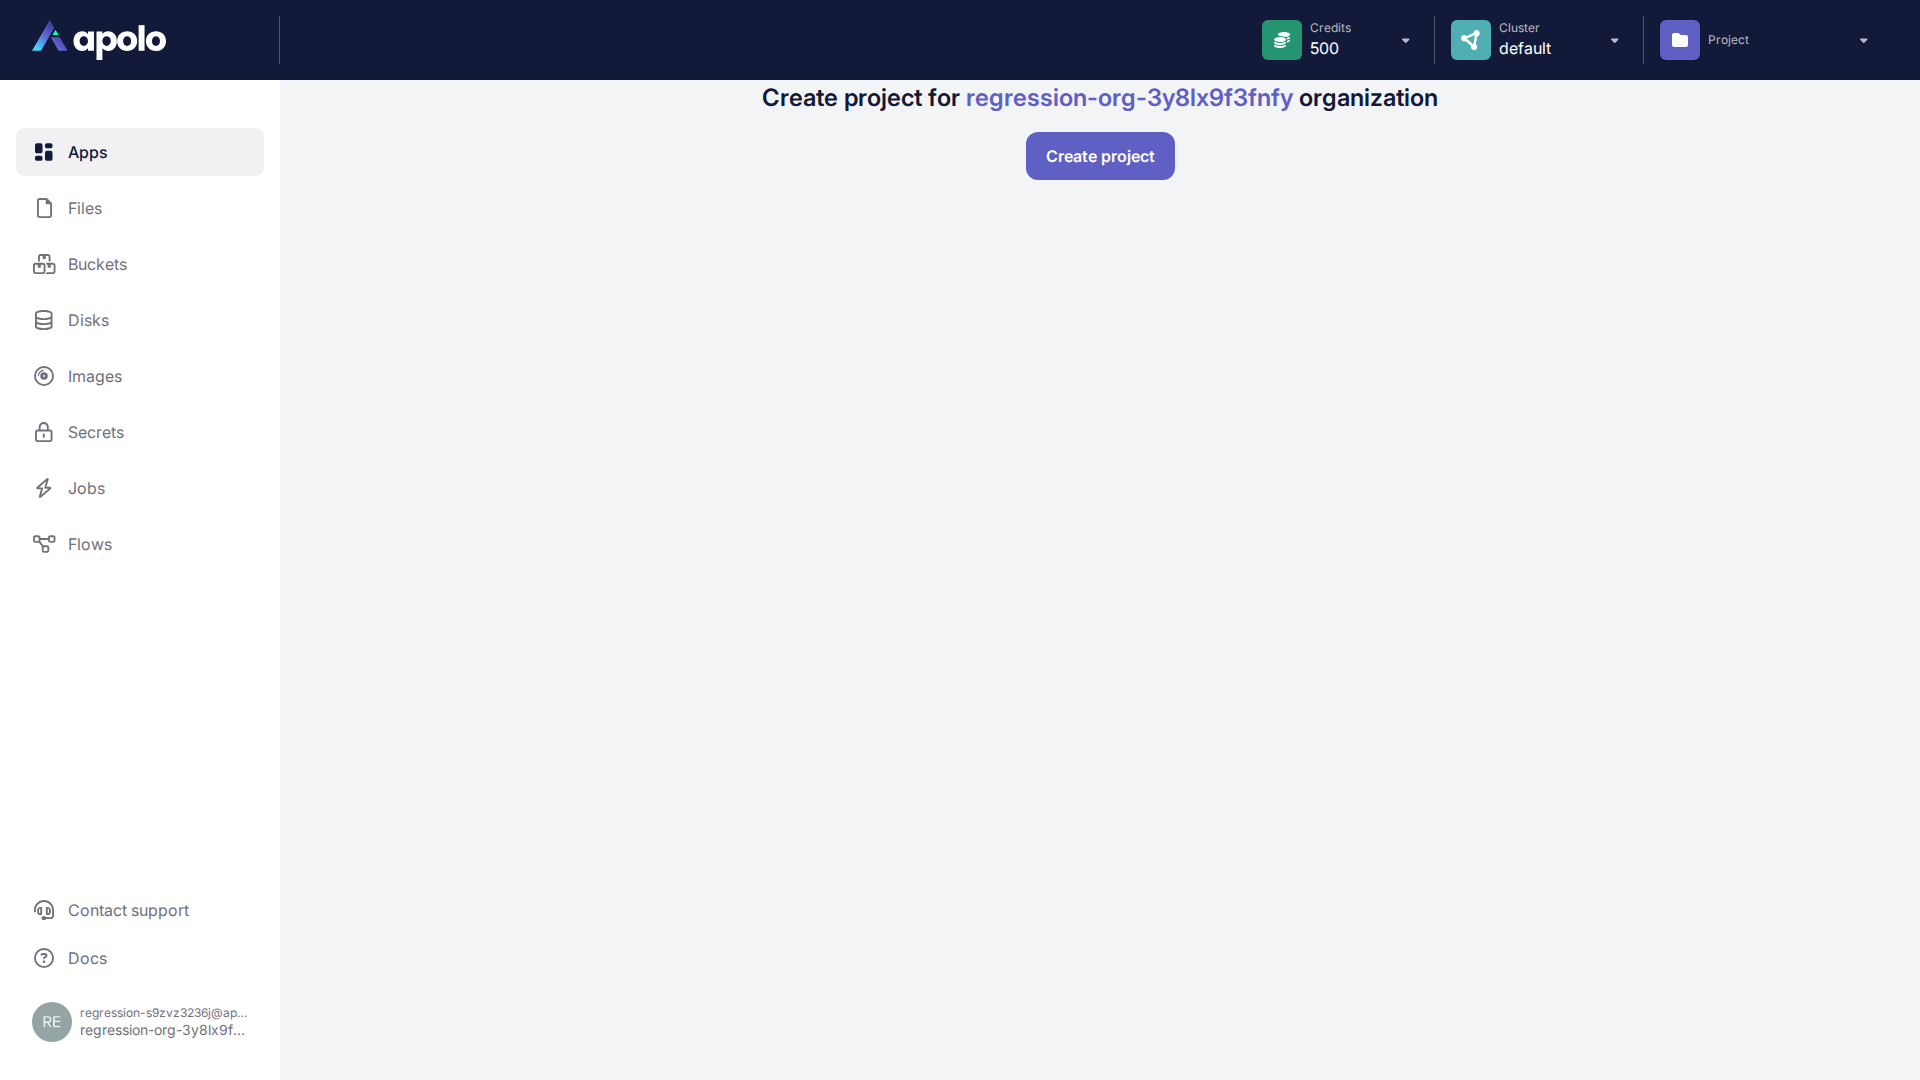 apolo
Credits
500
Cluster
default
Project
Create project for regression-org-3y8lx9f3fnfy organization
Create project
Apps
Files
Buckets
Disks
Images
Secrets
Jobs
Flows
Contact support
Docs
RE
regression-s9zvz3236j@ap...
regression-org-3y8lx9f...